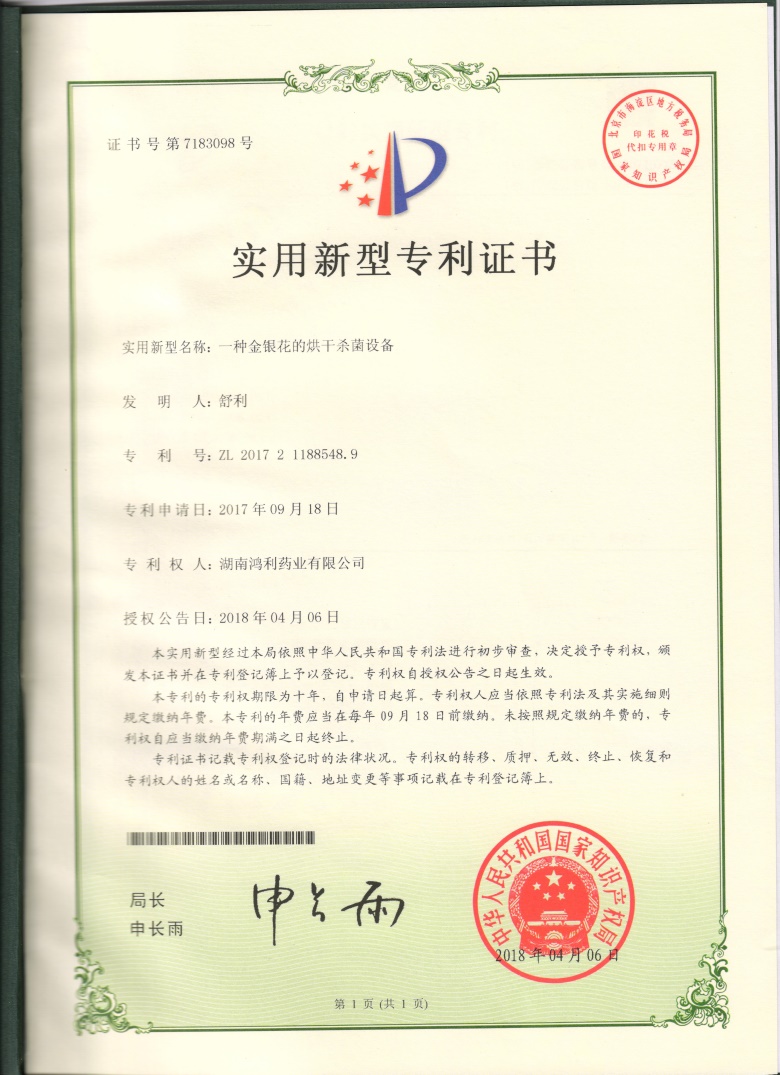 证书号第7183098号
北京市海淀区地方税务局
印花税
代扣专用章
国家知识产权局
实用新型专利证书
实用新型名称：一种金银花的烘干杀菌设备
发明人：舒利
专利号：ZL 2017 2 1188548.9
专利申请日：2017年09月18日
专利权人：湖南鸿利药业有限公司
授权公告日：2018年04月06日
本实用新型经过本局依照中华人民共和国专利法进行初步审查，决定授予专利权，颁
发本证书并在专利登记簿上予以登记。专利权自授权公告之日起生效。
本专利的专利权期限为十年，自申请日起算。专利权人应当依照专利法及其实施细则
规定缴纳年费。本专利的年费应当在每年09月18日前缴纳。未按照规定缴纳年费的，专
利权自应当缴纳年费期满之日起终止。
专利证书记载专利权登记时的法律状况。专利权的转移、质押、无效、终止、恢复和
专利权人的姓名或名称、国籍、地址变更等事项记载在专利登记簿上。
局长
申长雨
申长雨
中华人民共和国国家知识产权局
2018年04月06日
第1页(共1页)